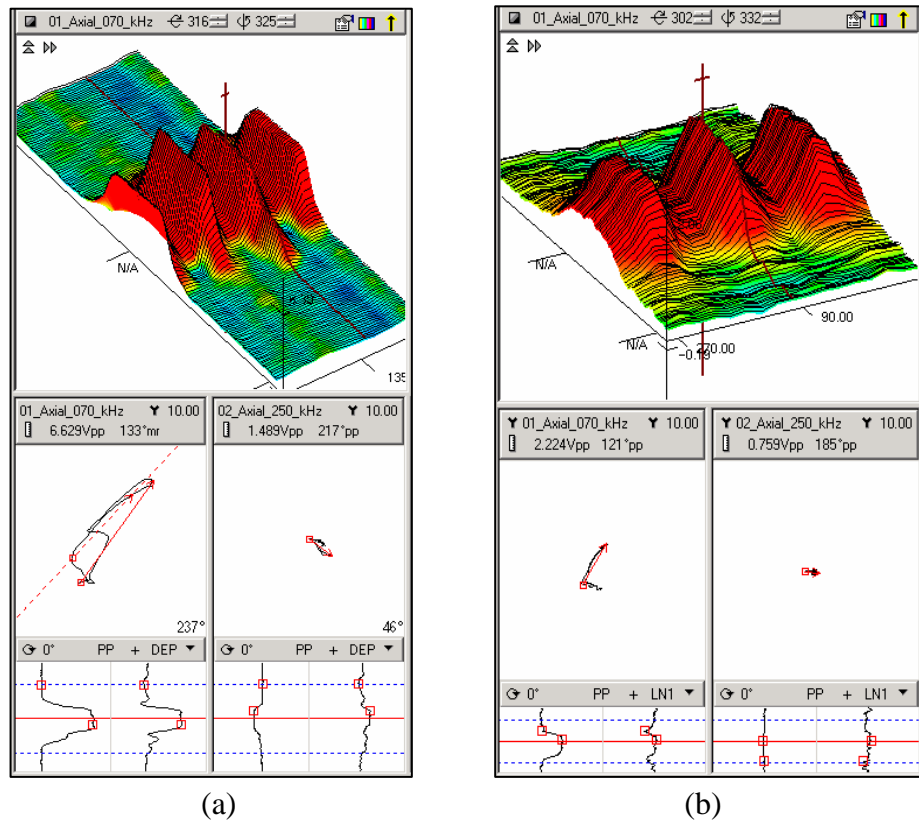 01_Axial_070_kHz 316 325
N/A
135
01_Axial_070_kHz Y 10.00
6.629Vpp 133°mr
237°
0° PP + DEP
02_Axial_250_kHz Y 10.00
1.489Vpp 217°pp
46°
0° PP + DEP
(a)
01_Axial_070_kHz 302 332
N/A
90.00
N/A
270.00
-0.19
Y 01_Axial_070_kHz Y 10.00
2.224Vpp 121°pp
0° PP + LN1
Y 02_Axial_250_kHz Y 10.00
0.759Vpp 185°pp
0° PP + LN1
(b)